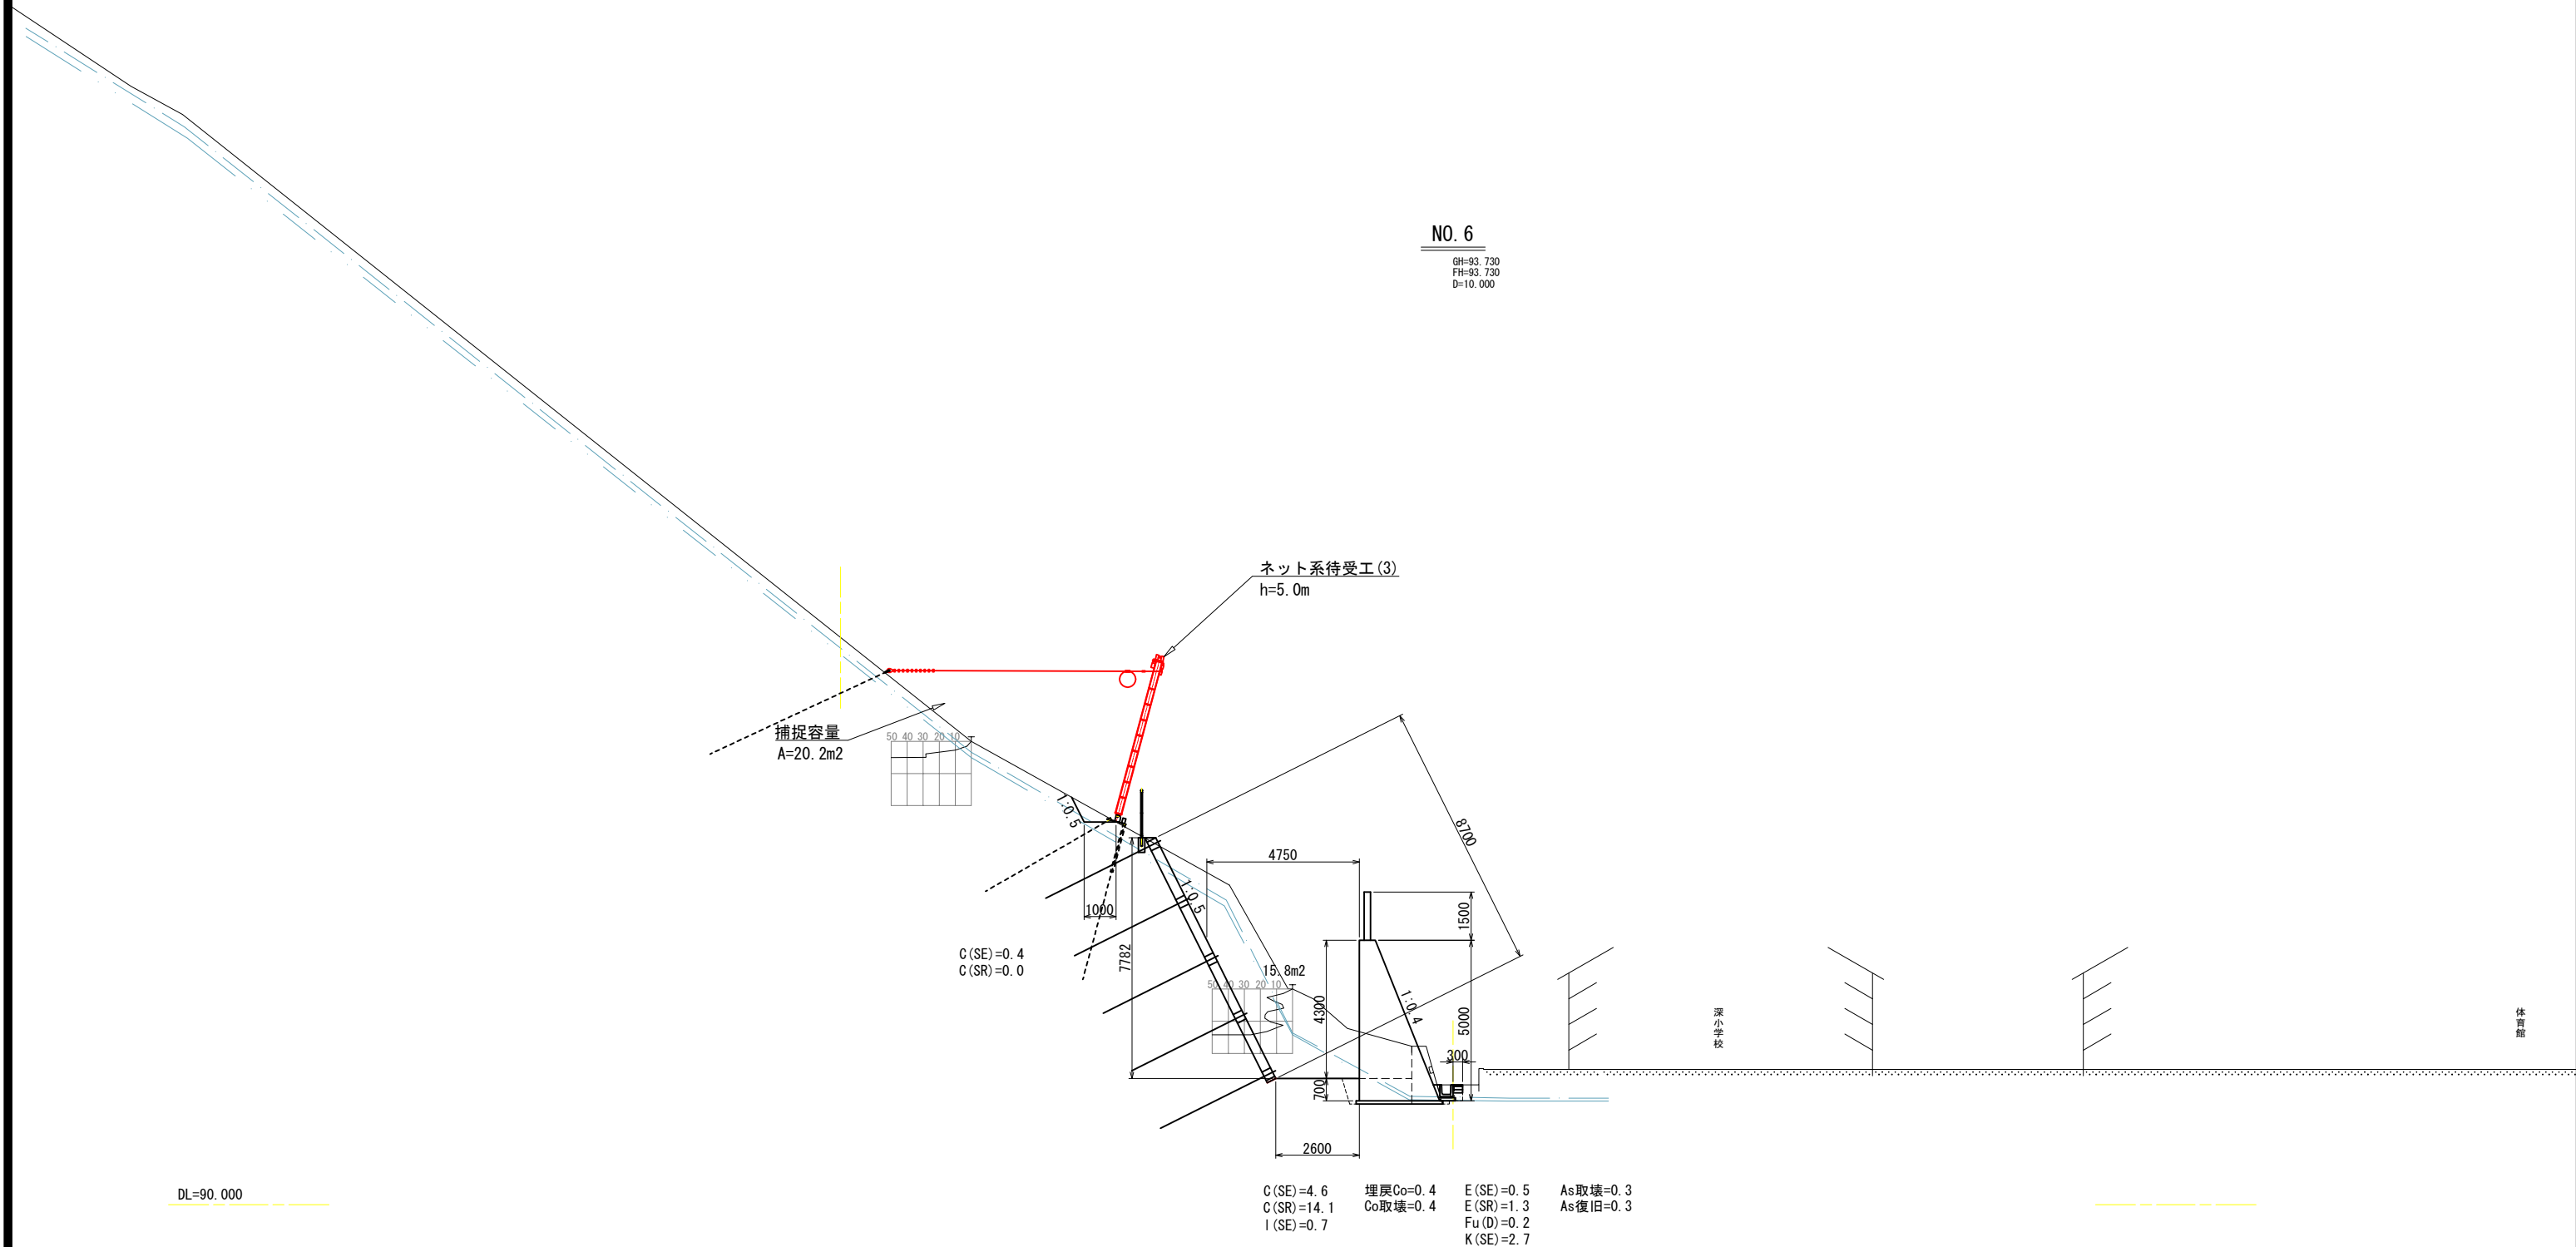 NO.6
GH=93.730
FH=93.730
D=10.000
ネット系待受工(3)
h=5.0m
捕捉容量
A=20.2m2
50 40 30 20 10
1:0.5
8700
4750
1:0.5
1000
7782
1500
C(SE)=0.4
C(SR)=0.0
15.8m2
50 40 30 20 10
4300
1:0.4
5000
300
700
深小学校
体育館
2600
DL=90.000
C(SE)=4.6 埋戻Co=0.4 E(SE)=0.5 As取壊=0.3
C(SR)=14.1 Co取壊=0.4 E(SR)=1.3 As復旧=0.3
I(SE)=0.7 Fu(D)=0.2
K(SE)=2.7